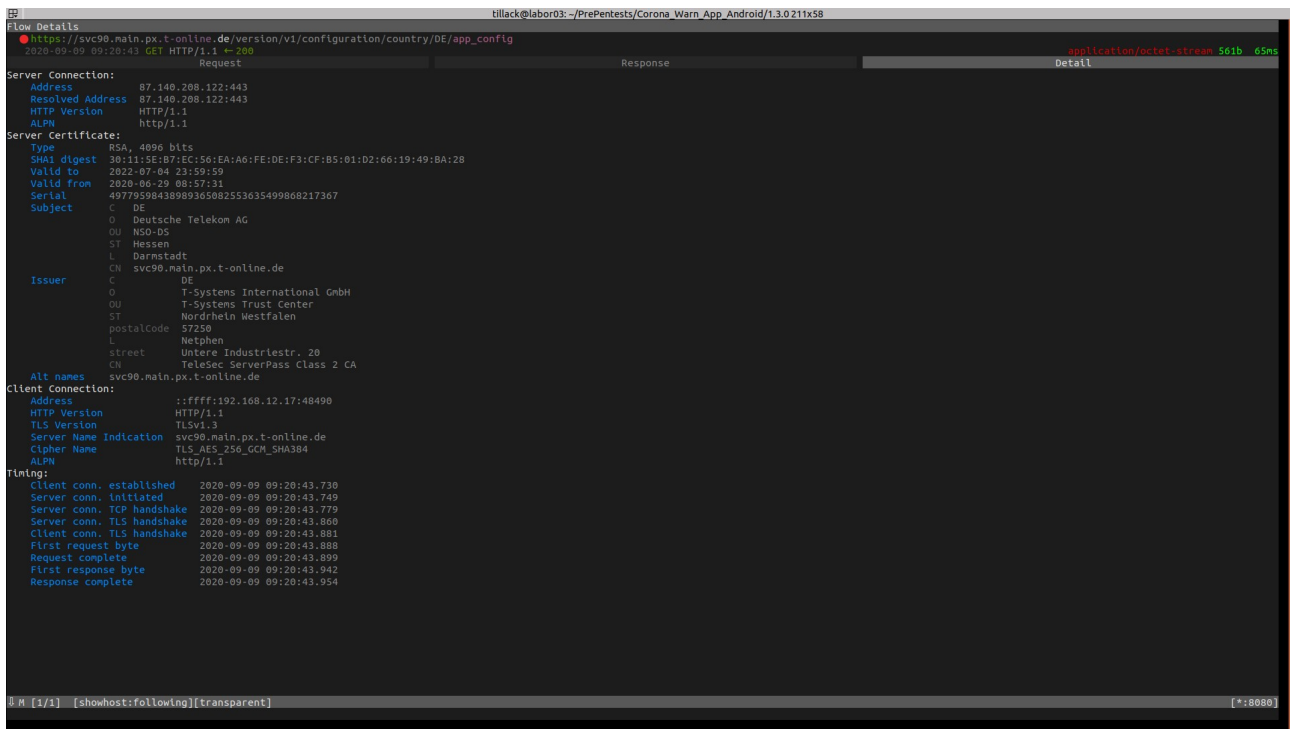 tillack@labor03: ~/PrePentests/Corona_Warn_App_Android/1.3.0 211x58
Flow Details
https://svc90.main.px.t-online.de/version/v1/configuration/country/DE/app_config
2020-09-09 09:20:43 GET HTTP/1.1 ←200 application/octet-stream 561b 65ms
Request Response Detail
Server Connection:
Address 87.140.208.122:443
Resolved Address 87.140.208.122:443
HTTP Version HTTP/1.1
ALPN http/1.1
Server Certificate:
Type RSA, 4096 bits
SHA1 digest 30:11:5E:B7:EC:56:EA:A6:FE:DE:F3:CF:B5:01:D2:66:19:49:BA:28
Valid to 2022-07-04 23:59:59
Valid from 2020-06-29 08:57:31
Serial 49779598438989365082553635499868217367
Subject C DE
O Deutsche Telekom AG
OU NSO-DS
ST Hessen
L Darmstadt
CN svc90.main.px.t-online.de
Issuer C DE
O T-Systems International GmbH
OU T-Systems Trust Center
ST Nordrhein Westfalen
postalCode 57250
L Netphen
street Untere Industriestr. 20
CN TeleSec ServerPass Class 2 CA
Alt names svc90.main.px.t-online.de
Client Connection:
Address ::ffff:192.168.12.17:48490
HTTP Version HTTP/1.1
TLS Version TLSv1.3
Server Name Indication svc90.main.px.t-online.de
Cipher Name TLS_AES_256_GCM_SHA384
ALPN http/1.1
Timing:
Client conn. established 2020-09-09 09:20:43.730
Server conn. initiated 2020-09-09 09:20:43.749
Server conn. TCP handshake 2020-09-09 09:20:43.779
Server conn. TLS handshake 2020-09-09 09:20:43.860
Client conn. TLS handshake 2020-09-09 09:20:43.881
First request byte 2020-09-09 09:20:43.888
Request complete 2020-09-09 09:20:43.899
First response byte 2020-09-09 09:20:43.942
Response complete 2020-09-09 09:20:43.954
⇩ M [1/1] [showhost:following][transparent] [*:8080]